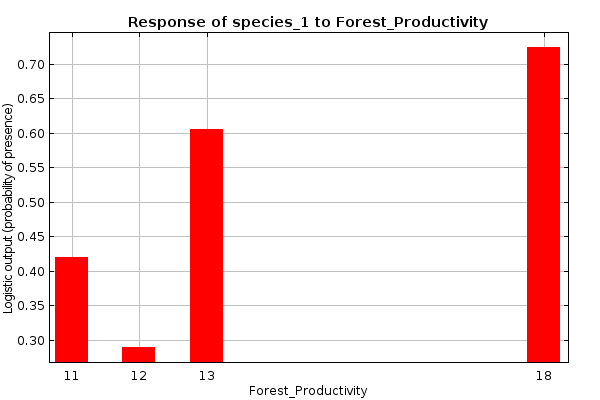 Response of species_1 to Forest_Productivity
Logistic output (probability of presence)
0.70
0.65
0.60
0.55
0.50
0.45
0.40
0.35
0.30
11 12 13 18
Forest_Productivity